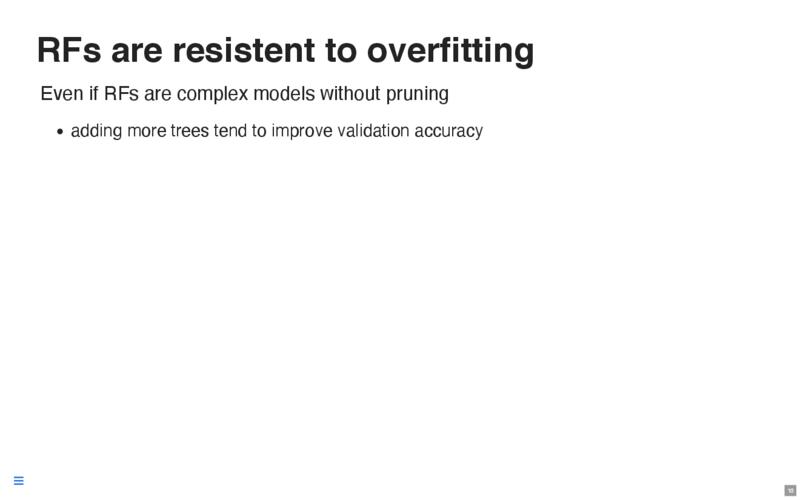 RFs are resistent to overfitting
Even if RFs are complex models without pruning
• adding more trees tend to improve validation accuracy